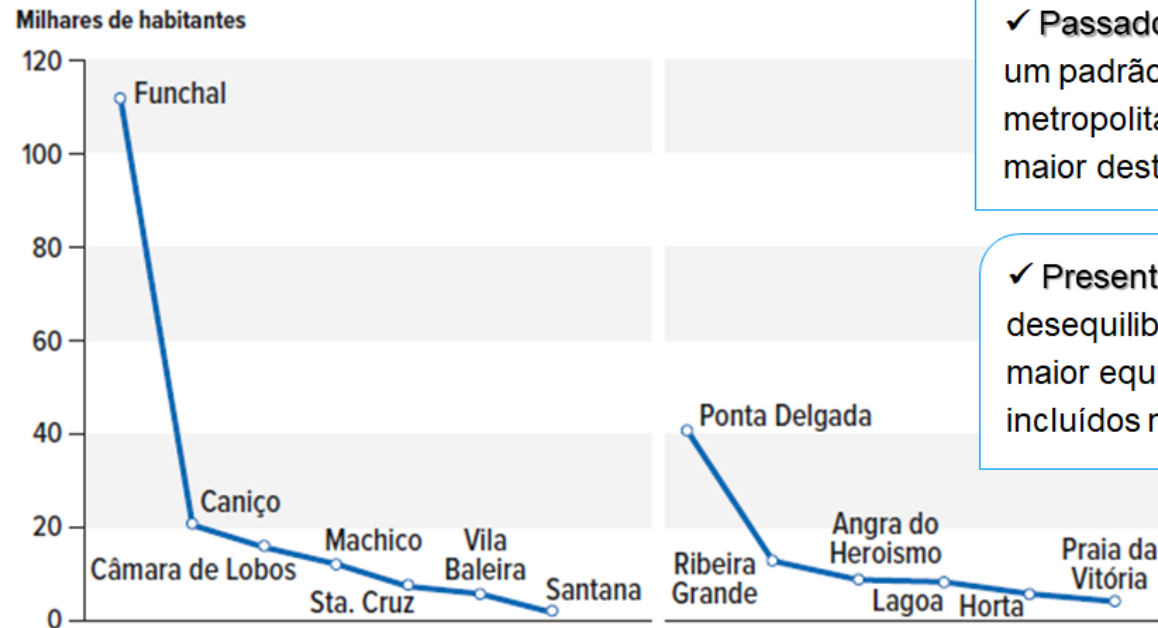 Milhares de habitantes
120
100
80
60
40
20
0
Funchal
Caniço
Câmara de Lobos
Machico
Sta. Cruz
Vila
Baleira
Santana
Ponta Delgada
Ribeira
Grande
Angra do
Heroismo
Lagoa
Horta
Praia da
Vitória
✓ Passado
um padrão
metropolita
maior dest
✓ Present
desequilib
maior equ
incluídos